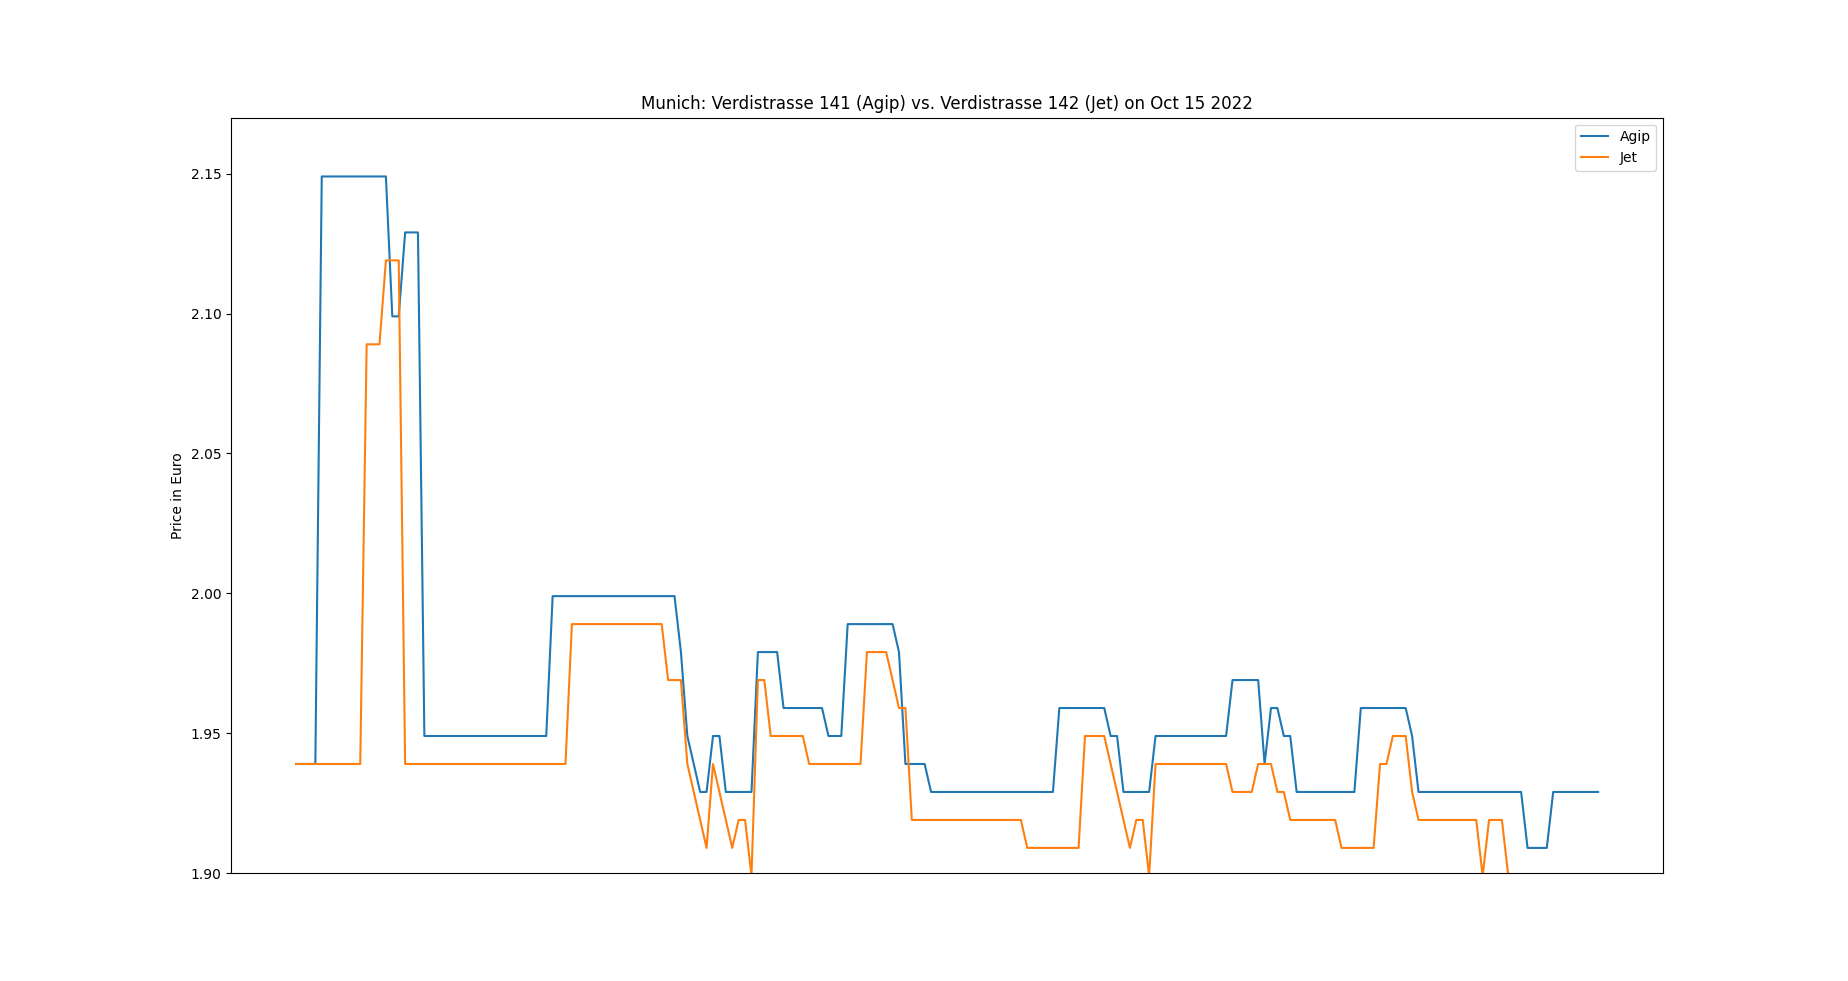 Munich: Verdistrasse 141 (Agip) vs. Verdistrasse 142 (Jet) on Oct 15 2022
Agip
Jet
2.15
2.10
2.05
2.00
1.95
1.90
Price in Euro